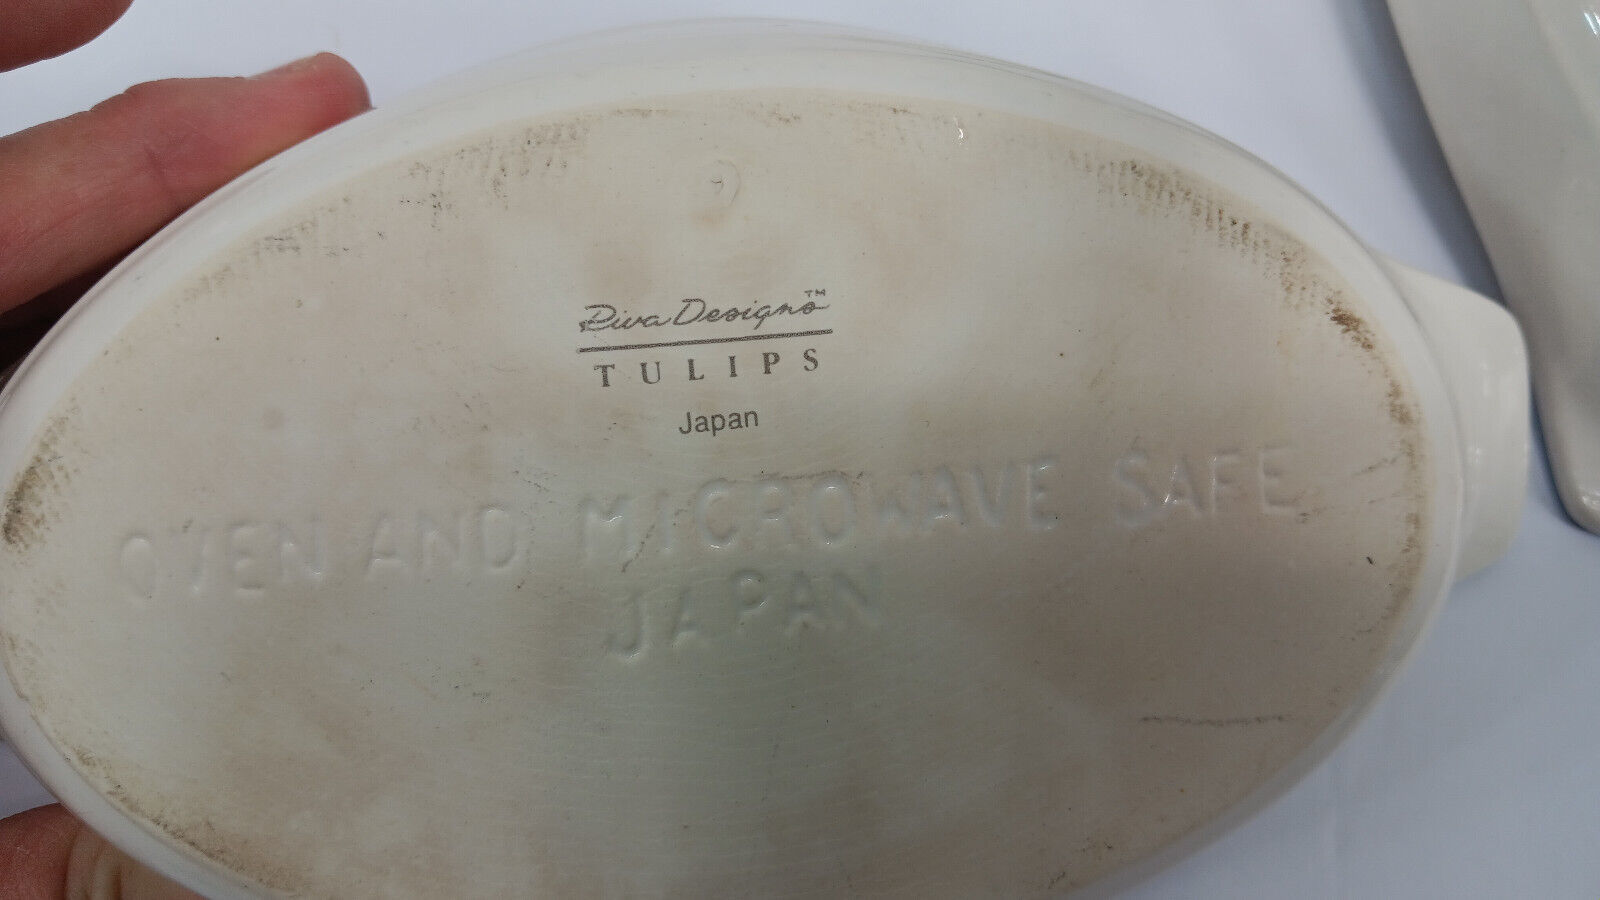 Riva Designs™
TULIPS
Japan
OVEN AND MICROWAVE SAFE
JAPAN